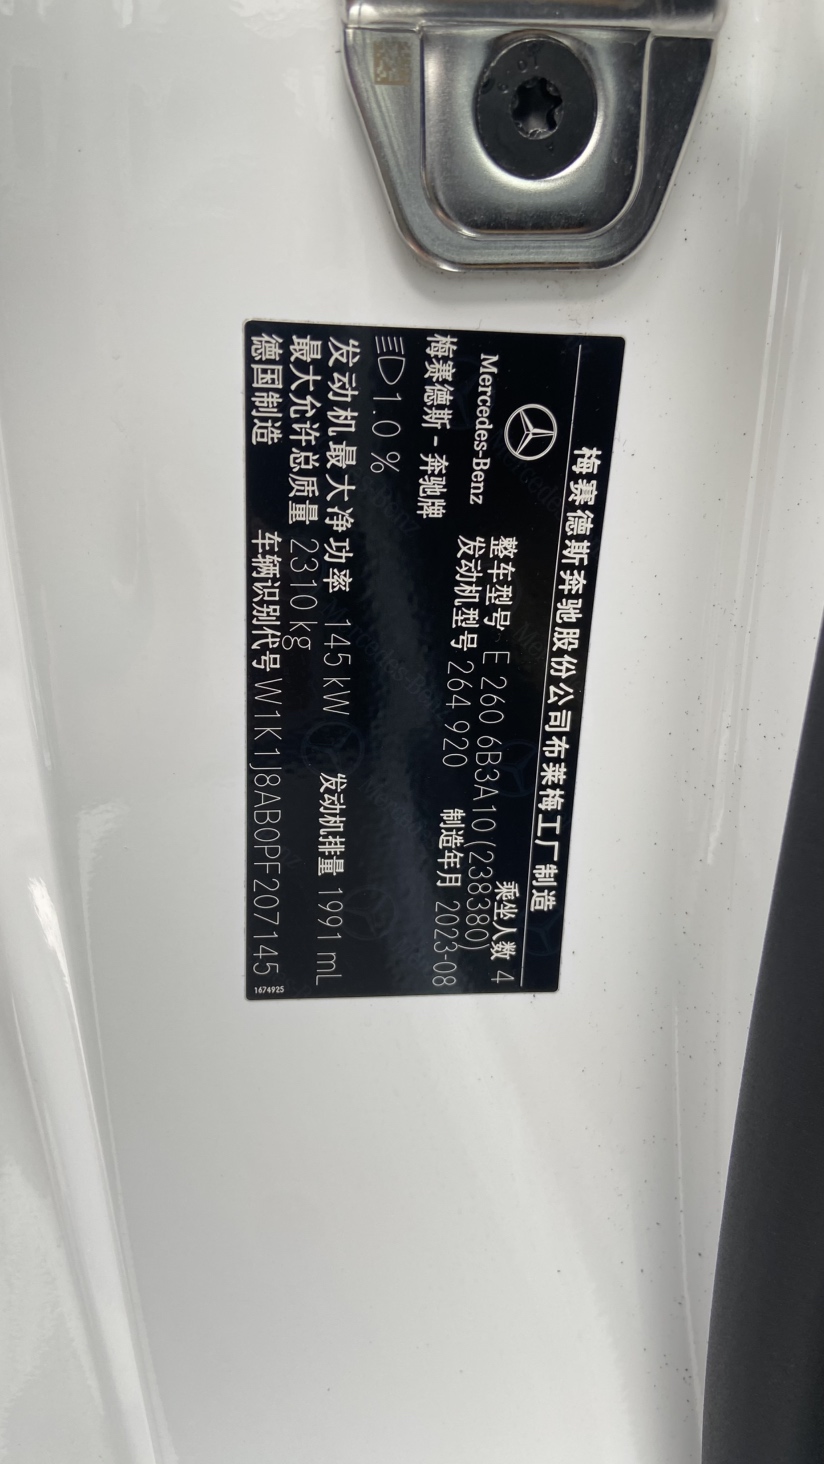 梅赛德斯奔驰股份公司布莱梅工厂制造
乘坐人数 4
整车型号 E 260 6B3A10 (238380)
Mercedes-Benz
发动机型号 264 920 制造年月 2023-08
梅赛德斯-奔驰牌
1.0 %
发动机最大净功率 145 kW 发动机排量 1991 mL
最大允许总质量 2310 kg
德国制造 车辆识别代号 W1K1J8AB0PF207145
1674925